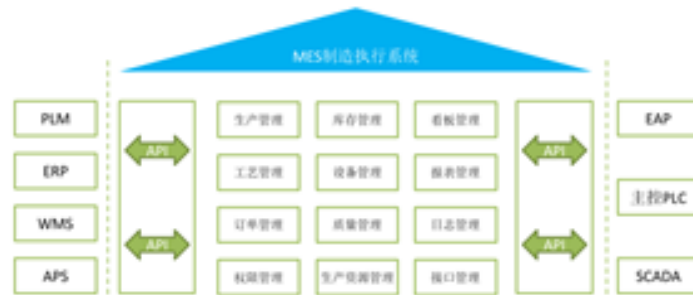 MES制造执行系统
PLM
生产管理
库存管理
看板管理
EAP
API
API
ERP
工艺管理
设备管理
报表管理
主控PLC
WMS
订单管理
质量管理
日志管理
API
API
APS
权限管理
生产资源管理
接口管理
SCADA